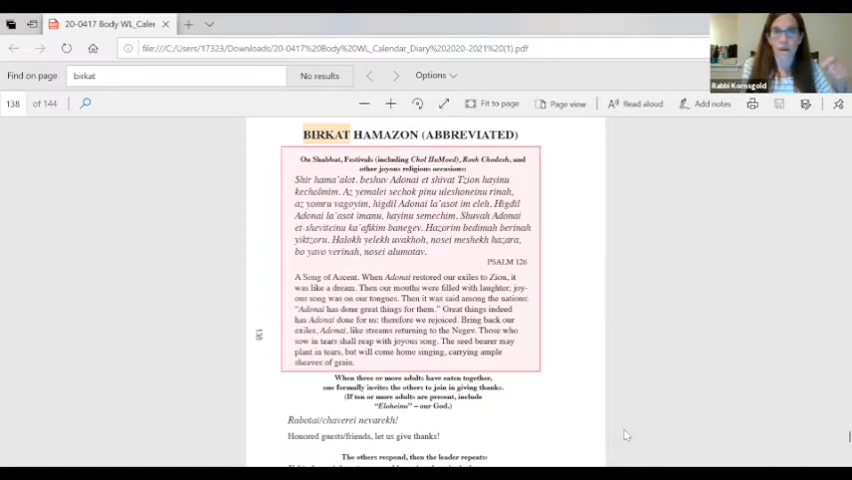 20-0417 Body WL_Calen
file:///C:/Users/17323/Downloads/20-0417%20Body%20WL_Calendar_Diary%202020-2021%20(1).pdf
Rabbi Kornsgold
Find on page
birkat
No results
Options
138
of 144
Fit to page
Page view
Read aloud
Add notes
BIRKAT HAMAZON (ABBREVIATED)
On Shabbat, Festivals (including Chol HaMoed), Rosh Chodesh, and
other joyous religious occasions:
Shir hama'alot. beshuv Adonai et shivat Tzion hayinu
kecholmim. Az yemalei sechok pinu uleshoneinu rinah,
az yomru vagoyim, higdil Adonai la'asot im eleh. Higdil
Adonai la'asot imanu, hayinu semechim. Shuvah Adonai
et-sheviteinu ka'afikim banegev. Hazorim bedimah berinah
yiktzoru. Halokh yelekh uvakhoh, nosei meshekh hazara,
bo yavo verinah, nosei alumotav.
PSALM 126
A Song of Ascent. When Adonai restored our exiles to Zion, it
was like a dream. Then our mouths were filled with laughter; joy-
ous song was on our tongues. Then it was said among the nations:
"Adonai has done great things for them." Great things indeed
has Adonai done for us: therefore we rejoiced. Bring back our
exiles, Adonai, like streams returning to the Negev. Those who
sow in tears shall reap with joyous song. The seed bearer may
plant in tears, but will come home singing, carrying ample
sheaves of grain.
138
When three or more adults have eaten together,
one formally invites the others to join in giving thanks.
(If ten or more adults are present, include
"Eloheinu" – our God.)
Rabotai/chaverei nevarekh!
Honored guests/friends, let us give thanks!
The others respond, then the leader repeats: